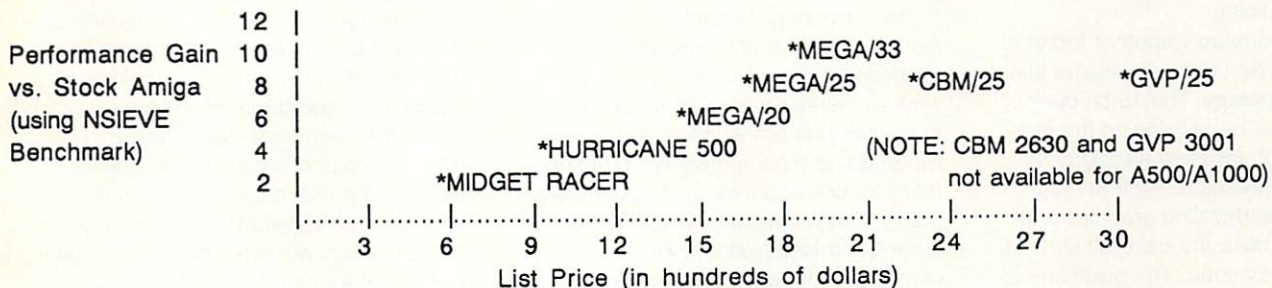 12
Performance Gain 10 *MEGA/33
vs. Stock Amiga 8 *MEGA/25 *CBM/25 *GVP/25
(using NSIEVE 6 *MEGA/20
Benchmark) 4 *HURRICANE 500 (NOTE: CBM 2630 and GVP 3001
2 *MIDGET RACER not available for A500/A1000)
3 6 9 12 15 18 21 24 27 30
List Price (in hundreds of dollars)